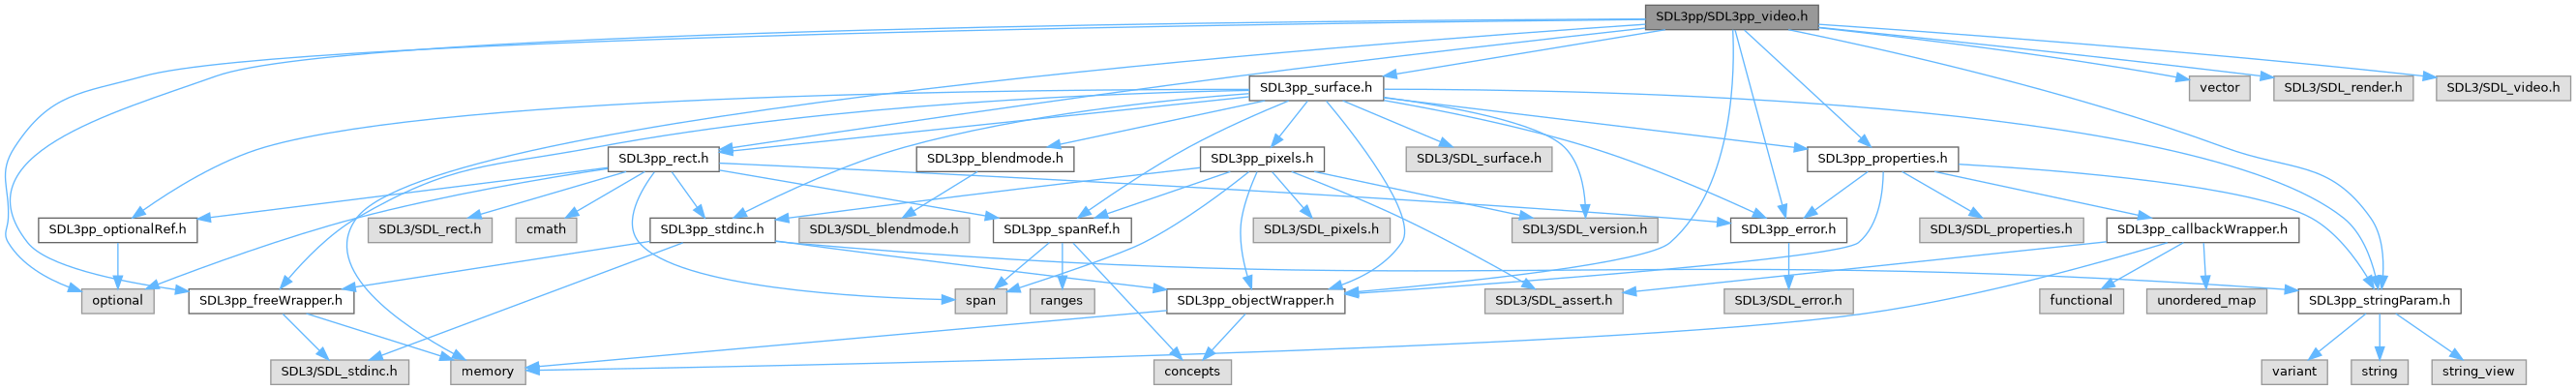 SDL3pp/SDL3pp_video.h
SDL3pp_surface.h
vector
SDL3/SDL_render.h
SDL3/SDL_video.h
SDL3pp_rect.h
SDL3pp_blendmode.h
SDL3pp_pixels.h
SDL3/SDL_surface.h
SDL3pp_properties.h
SDL3pp_optionalRef.h
SDL3/SDL_rect.h
cmath
SDL3pp_stdinc.h
SDL3/SDL_blendmode.h
SDL3pp_spanRef.h
SDL3/SDL_pixels.h
SDL3/SDL_version.h
SDL3pp_error.h
SDL3/SDL_properties.h
SDL3pp_callbackWrapper.h
optional
SDL3pp_freeWrapper.h
span
ranges
SDL3pp_objectWrapper.h
SDL3/SDL_assert.h
SDL3/SDL_error.h
functional
unordered_map
SDL3pp_stringParam.h
SDL3/SDL_stdinc.h
memory
concepts
variant
string
string_view